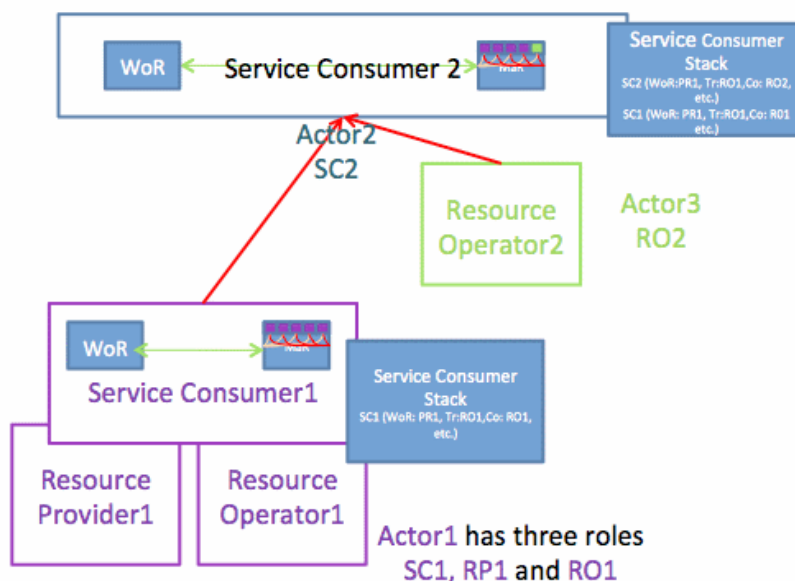 WoR
Service Consumer 2
Service Consumer
Stack
SC2 (WoR:PR1, Tr:RO1,Co: RO2,
etc.)
SC1 (WoR: PR1, Tr:RO1,Co: R01
etc.)
Actor2
SC2
Resource
Operator2
Actor3
RO2
WoR
Service Consumer1
Service Consumer
Stack
SC1 (WoR: PR1, Tr:RO1,Co: RO1,
etc.)
Resource
Provider1
Resource
Operator1
Actor1 has three roles
SC1, RP1 and RO1